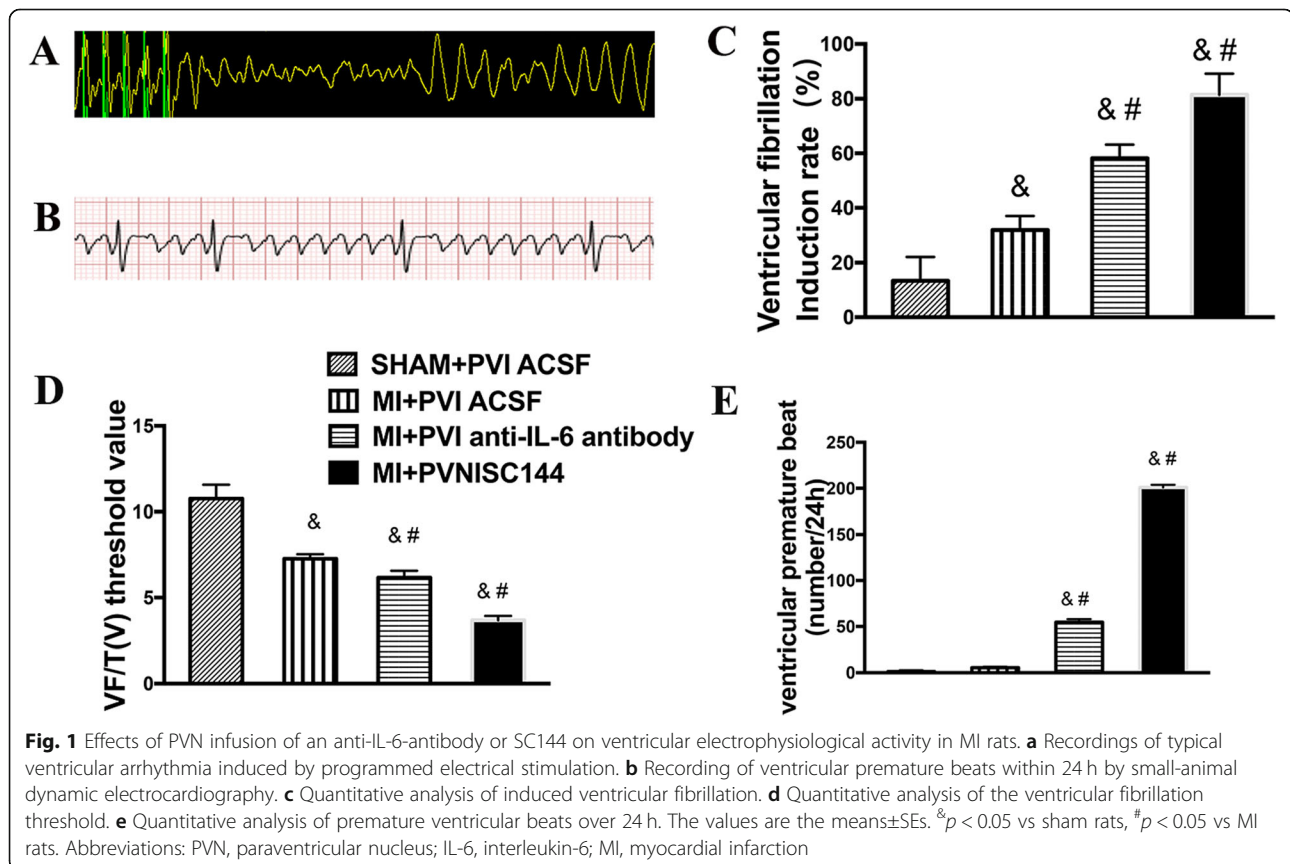 A
B
C
Ventricular fibrillation
Induction rate (%)
100
80
60
40
20
0
&
& #
& #
D
SHAM+PVI ACSF
MI+PVI ACSF
MI+PVI anti-IL-6 antibody
MI+PVNISC144
VF/T(V) threshold value
15
10
5
0
&
& #
& #
E
ventricular premature beat
(number/24h)
250
200
150
100
50
0
& #
& #
Fig. 1 Effects of PVN infusion of an anti-IL-6-antibody or SC144 on ventricular electrophysiological activity in MI rats. a Recordings of typical
ventricular arrhythmia induced by programmed electrical stimulation. b Recording of ventricular premature beats within 24 h by small-animal
dynamic electrocardiography. c Quantitative analysis of induced ventricular fibrillation. d Quantitative analysis of the ventricular fibrillation
threshold. e Quantitative analysis of premature ventricular beats over 24 h. The values are the means±SEs. &p < 0.05 vs sham rats, #p < 0.05 vs MI
rats. Abbreviations: PVN, paraventricular nucleus; IL-6, interleukin-6; MI, myocardial infarction